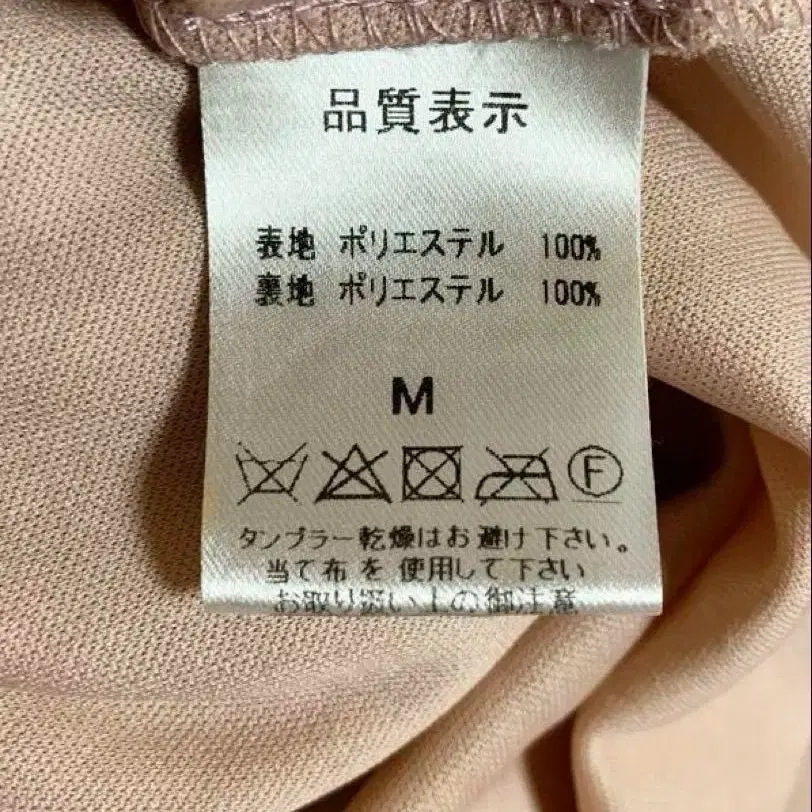 品質表示
表地 ポリエステル 100%
裏地 ポリエステル 100%
M
F
タンブラー乾燥はお避け下さい。
当て布を使用して下さい
お取り扱い上の御注意